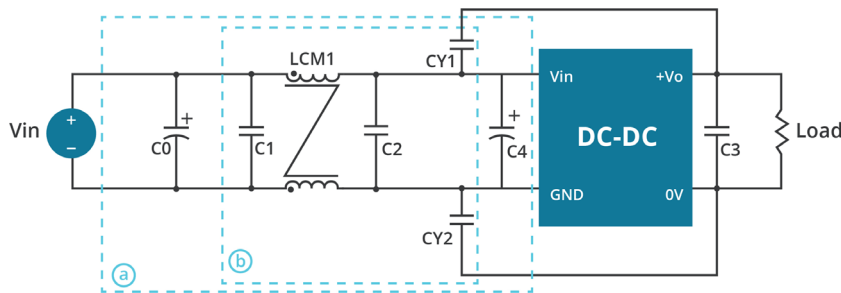 LCM1
CY1
Vin
+
−
+
C0
C1
C2
+
C4
Vin
+Vo
DC-DC
GND
0V
C3
Load
CY2
a
b